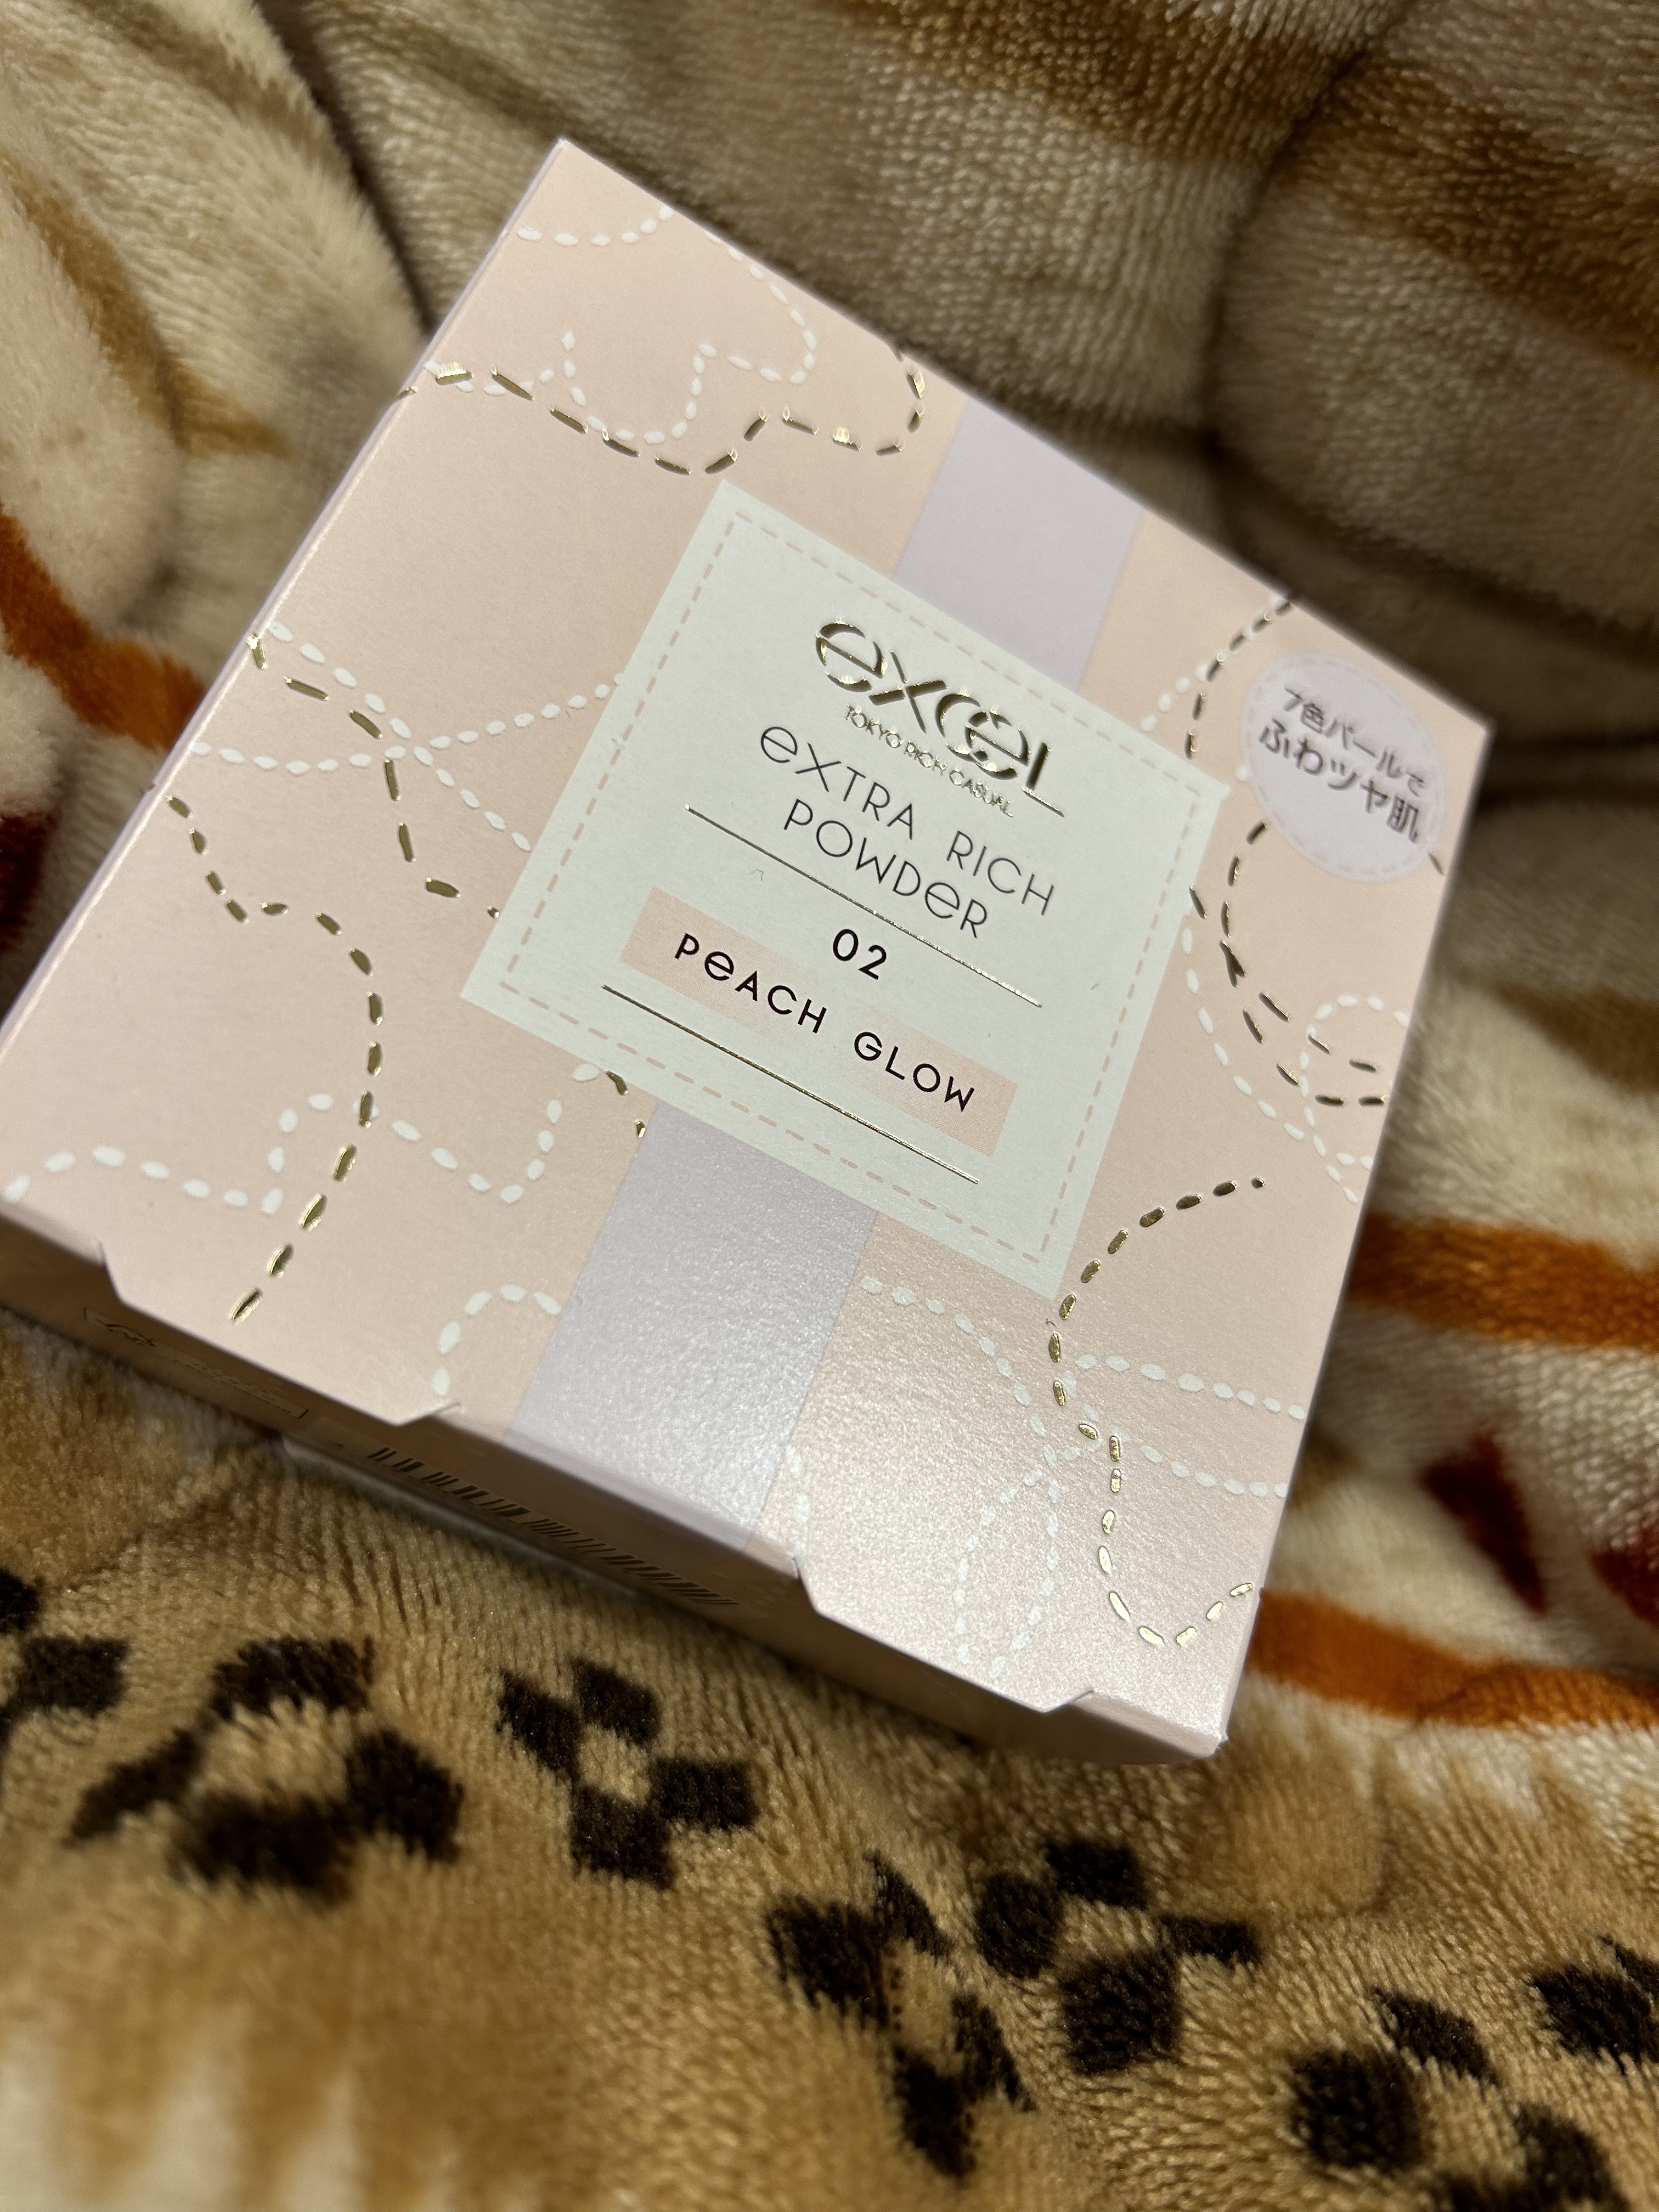 excel
TOKYO RICH CASUAL
EXTRA RICH
POWDER
02
PEACH GLOW
7色パールで
ふわツヤ肌